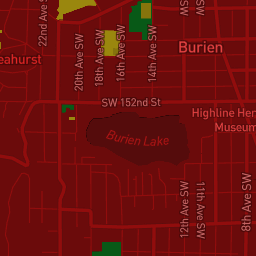 22nd Ave SW
20th Ave SW
18th Ave SW
16th Ave SW
14th Ave SW
Burien
eahurst
SW 152nd St
Highline Her
Museum
Burien Lake
12th Ave SW
11th Ave SW
8th Ave SW